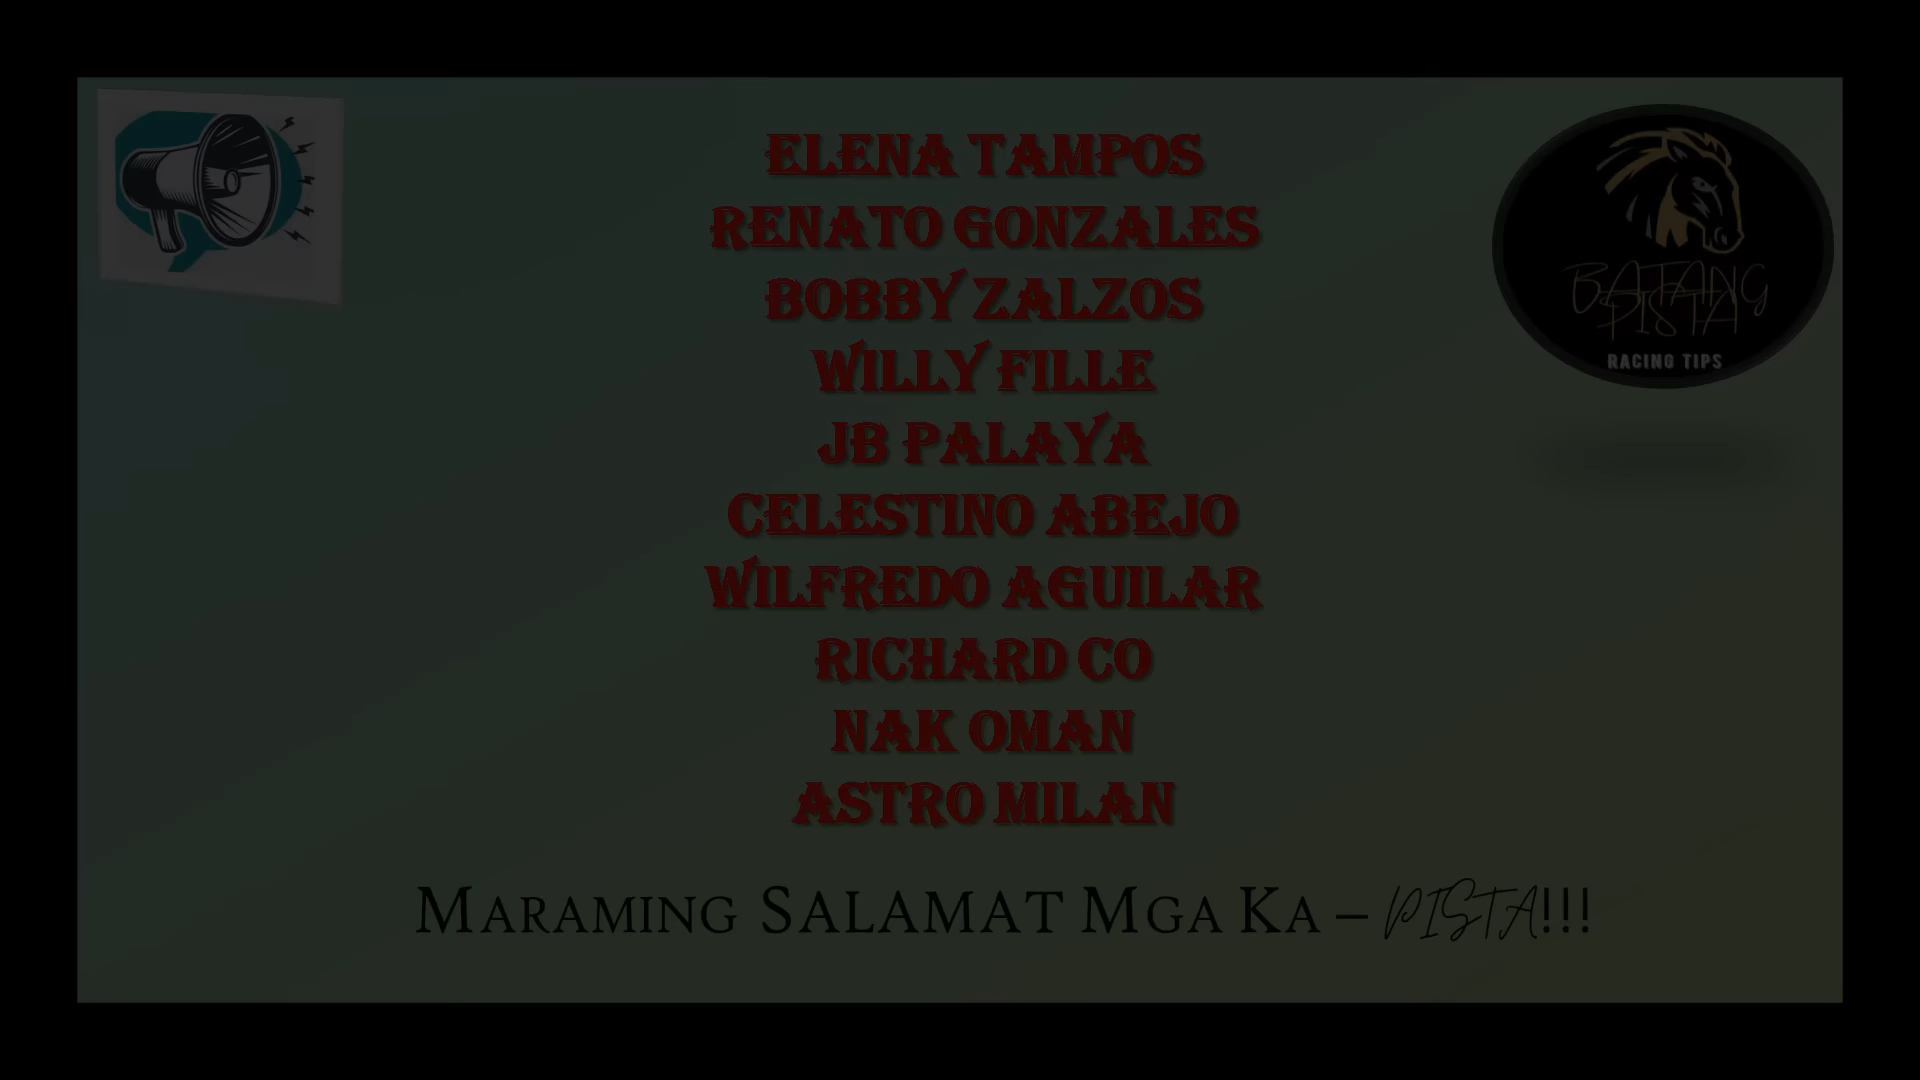 ELENA TAMPOS
RENATO GONZALES
BOBBY ZALZOS
WILLY FILLE
JB PALAYA
CELESTINO ABEJO
WILFREDO AGUILAR
RICHARD CO
NAK OMAN
ASTRO MILAN
MARAMING SALAMAT MGA KA – PISTA!!!
BATANG
PISTA
RACING TIPS